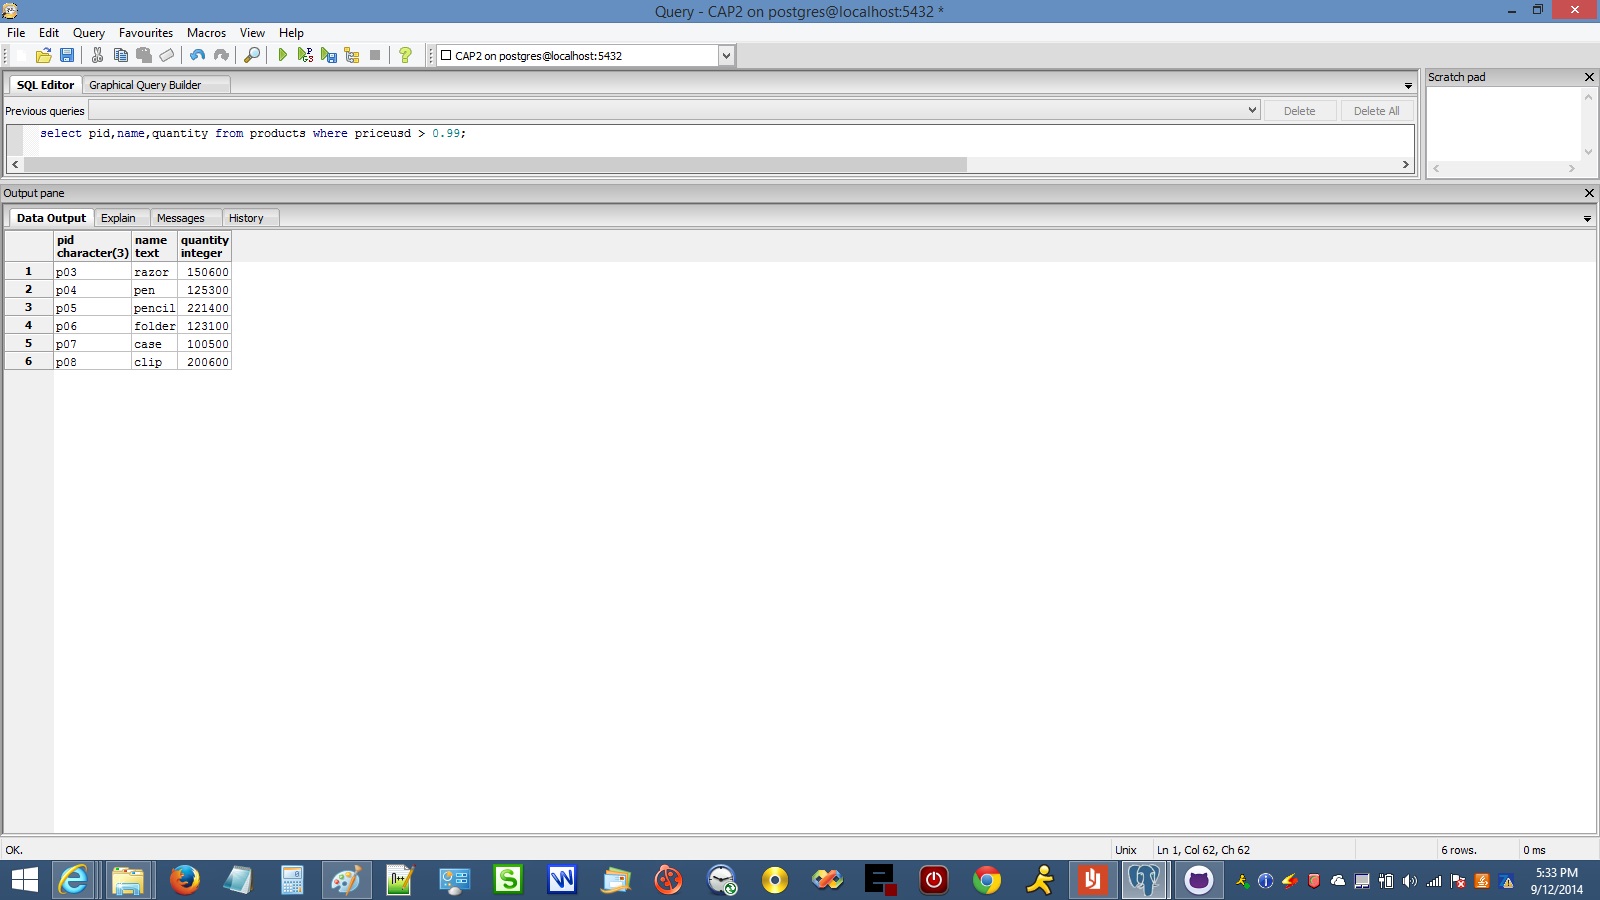 Query - CAP2 on postgres@localhost:5432 *
File Edit Query Favourites Macros View Help
CAP2 on postgres@localhost:5432
SQL Editor Graphical Query Builder
Scratch pad
Previous queries Delete Delete All
select pid,name,quantity from products where priceusd > 0.99;
Output pane
Data Output Explain Messages History
pid name quantity
character(3) text integer
1 p03 razor 150600
2 p04 pen 125300
3 p05 pencil 221400
4 p06 folder 123100
5 p07 case 100500
6 p08 clip 200600
OK. Unix Ln 1, Col 62, Ch 62 6 rows. 0 ms
5:33 PM
9/12/2014